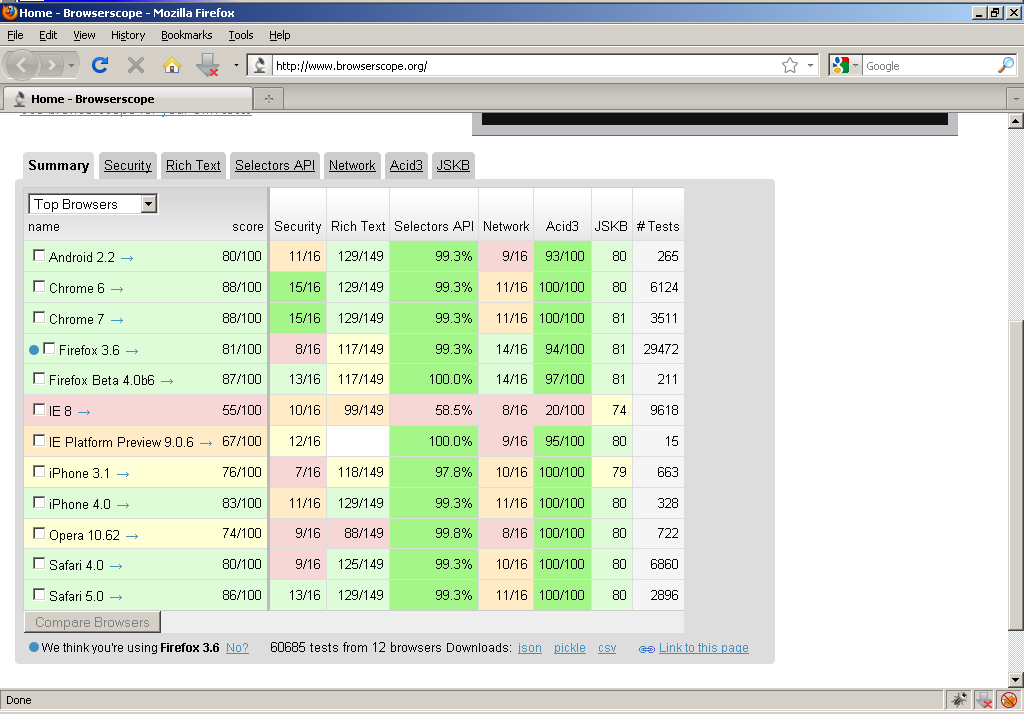 Home - Browserscope - Mozilla Firefox
File Edit View History Bookmarks Tools Help
http://www.browserscope.org/ Google
Home - Browserscope
Summary Security Rich Text Selectors API Network Acid3 JSKB
Top Browsers
name score Security Rich Text Selectors API Network Acid3 JSKB # Tests
Android 2.2 → 80/100 11/16 129/149 99.3% 9/16 93/100 80 265
Chrome 6 → 88/100 15/16 129/149 99.3% 11/16 100/100 80 6124
Chrome 7 → 88/100 15/16 129/149 99.3% 11/16 100/100 81 3511
Firefox 3.6 → 81/100 8/16 117/149 99.3% 14/16 94/100 81 29472
Firefox Beta 4.0b6 → 87/100 13/16 117/149 100.0% 14/16 97/100 81 211
IE 8 → 55/100 10/16 99/149 58.5% 8/16 20/100 74 9618
IE Platform Preview 9.0.6 → 67/100 12/16 100.0% 9/16 95/100 80 15
iPhone 3.1 → 76/100 7/16 118/149 97.8% 10/16 100/100 79 663
iPhone 4.0 → 83/100 11/16 129/149 99.3% 11/16 100/100 80 328
Opera 10.62 → 74/100 9/16 88/149 99.8% 8/16 100/100 80 722
Safari 4.0 → 80/100 9/16 125/149 99.3% 10/16 100/100 80 6860
Safari 5.0 → 86/100 13/16 129/149 99.3% 11/16 100/100 80 2896
Compare Browsers
We think you're using Firefox 3.6 No? 60685 tests from 12 browsers Downloads: json pickle csv Link to this page
Done